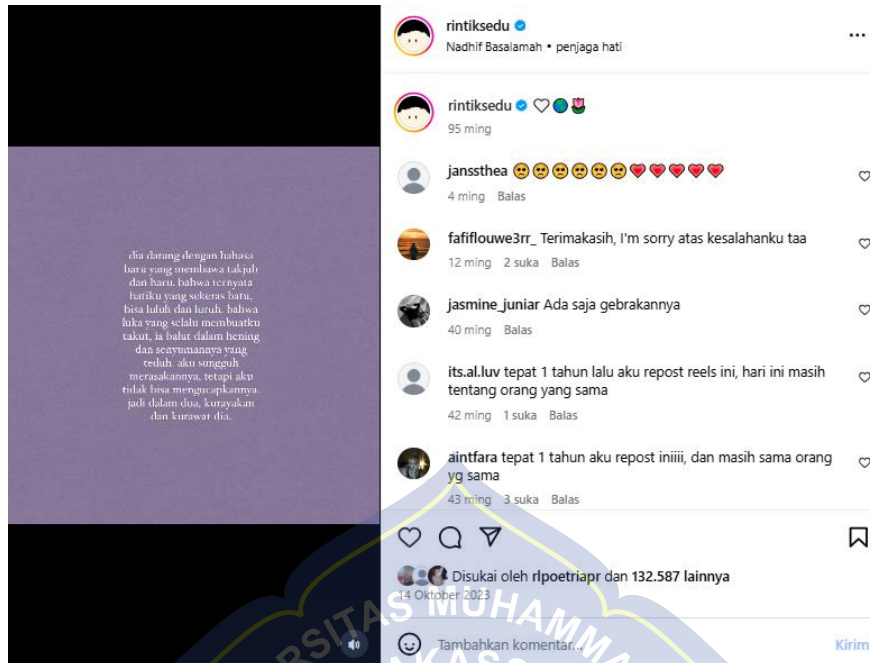 dia datang dengan bahasa
baru yang membawa takjub
dan haru. bahwa ternyata
hatiku yang sekeras batu,
bisa luluh dan luruh. bahwa
luka yang selalu membuatku
takut, ia balut dalam hening
dan senyumannya yang
teduh. aku sungguh
merasakannya, tetapi aku
tidak bisa mengucapkannya.
jadi dalam doa, kurayakan
dan kurawat dia.
rintiksedu
Nadhif Basalamah • penjaga hati
rintiksedu 🤍🌏🌷
95 ming
janssthea 🥺🥺🥺🥺🥺🥺💗💗💗💗💗
4 ming Balas
fafiflouwe3rr_ Terimakasih, I'm sorry atas kesalahanku taa
12 ming 2 suka Balas
jasmine_juniar Ada saja gebrakannya
40 ming Balas
its.al.luv tepat 1 tahun lalu aku repost reels ini, hari ini masih
tentang orang yang sama
42 ming 1 suka Balas
aintfara tepat 1 tahun aku repost iniiii, dan masih sama orang
yg sama
43 ming 3 suka Balas
Disukai oleh rlpoetriapr dan 132.587 lainnya
14 Oktober 2023
Tambahkan komentar...
Kirim